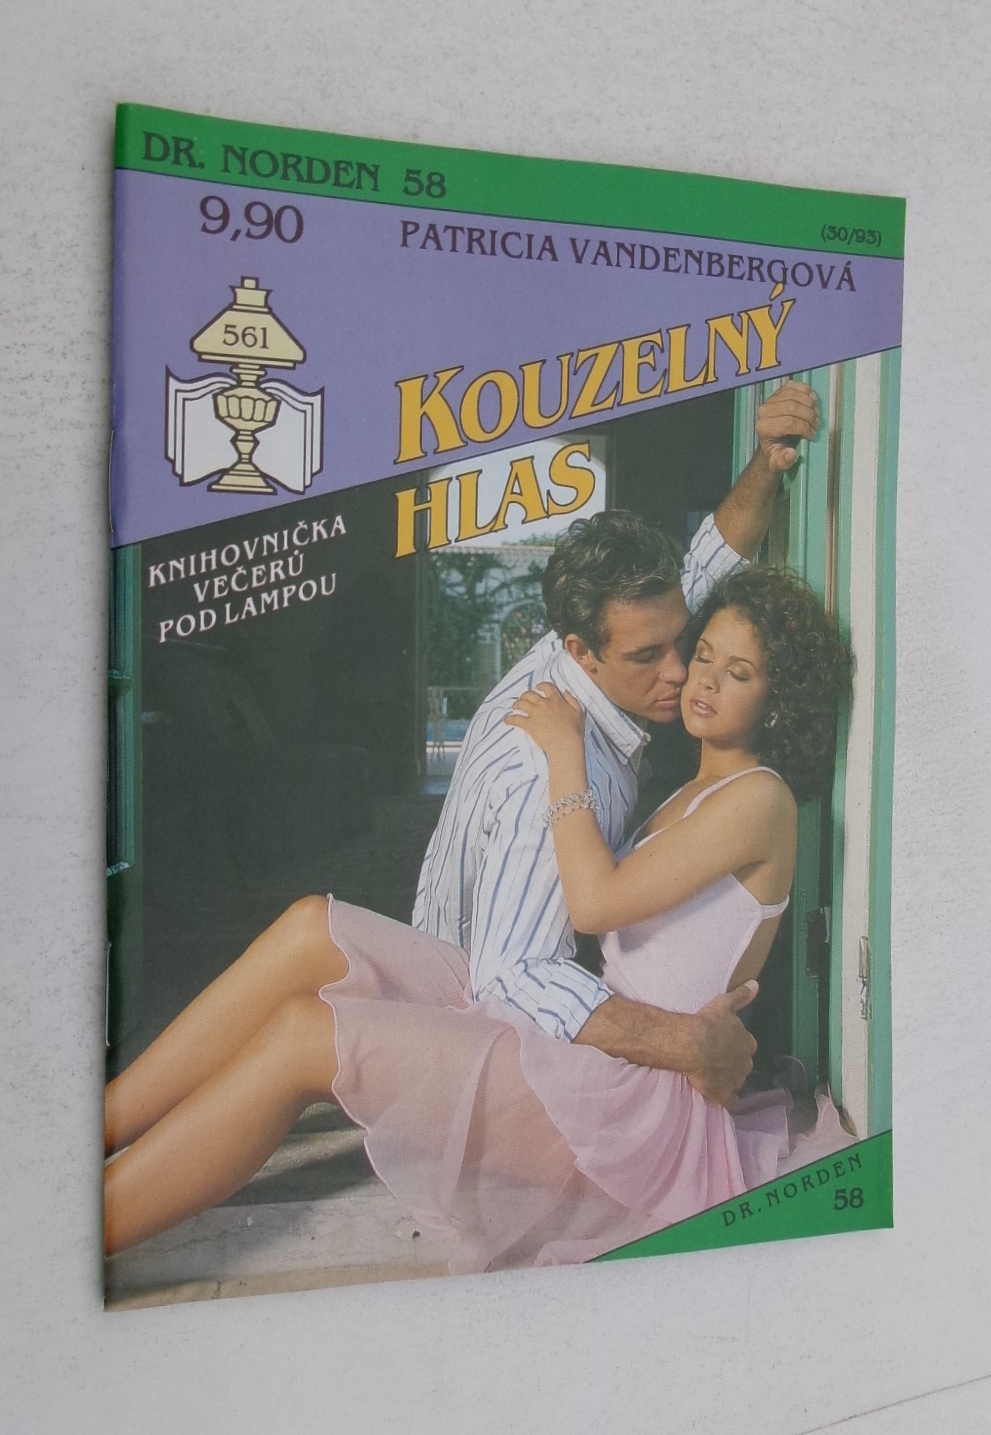 DR. NORDEN 58
(30/93)
9,90
PATRICIA VANDENBERGOVÁ
561
KOUZELNÝ
HLAS
KNIHOVNIČKA
VEČERŮ
POD LAMPOU
DR. NORDEN
58